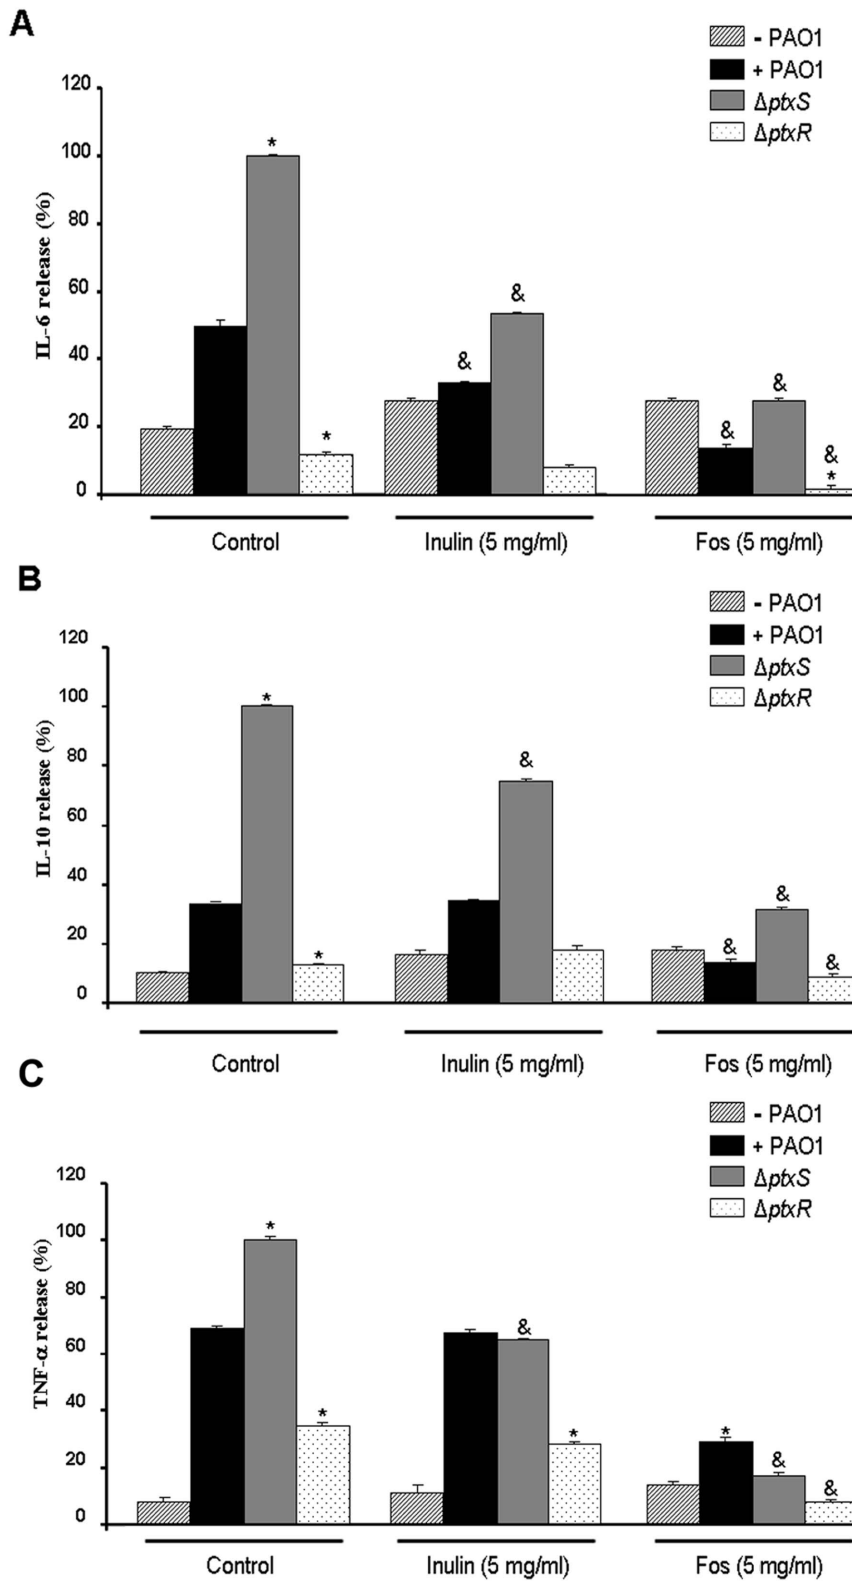 A
- PAO1
+ PAO1
ΔptxS
ΔptxR
IL-6 release (%)
120
100
80
60
40
20
0
*
*
&
&
&
&
&
*
Control
Inulin (5 mg/ml)
Fos (5 mg/ml)
B
- PAO1
+ PAO1
ΔptxS
ΔptxR
IL-10 release (%)
120
100
80
60
40
20
0
*
*
&
&
&
&
Control
Inulin (5 mg/ml)
Fos (5 mg/ml)
C
- PAO1
+ PAO1
ΔptxS
ΔptxR
TNF-α release (%)
120
100
80
60
40
20
0
*
*
&
*
*
&
&
Control
Inulin (5 mg/ml)
Fos (5 mg/ml)